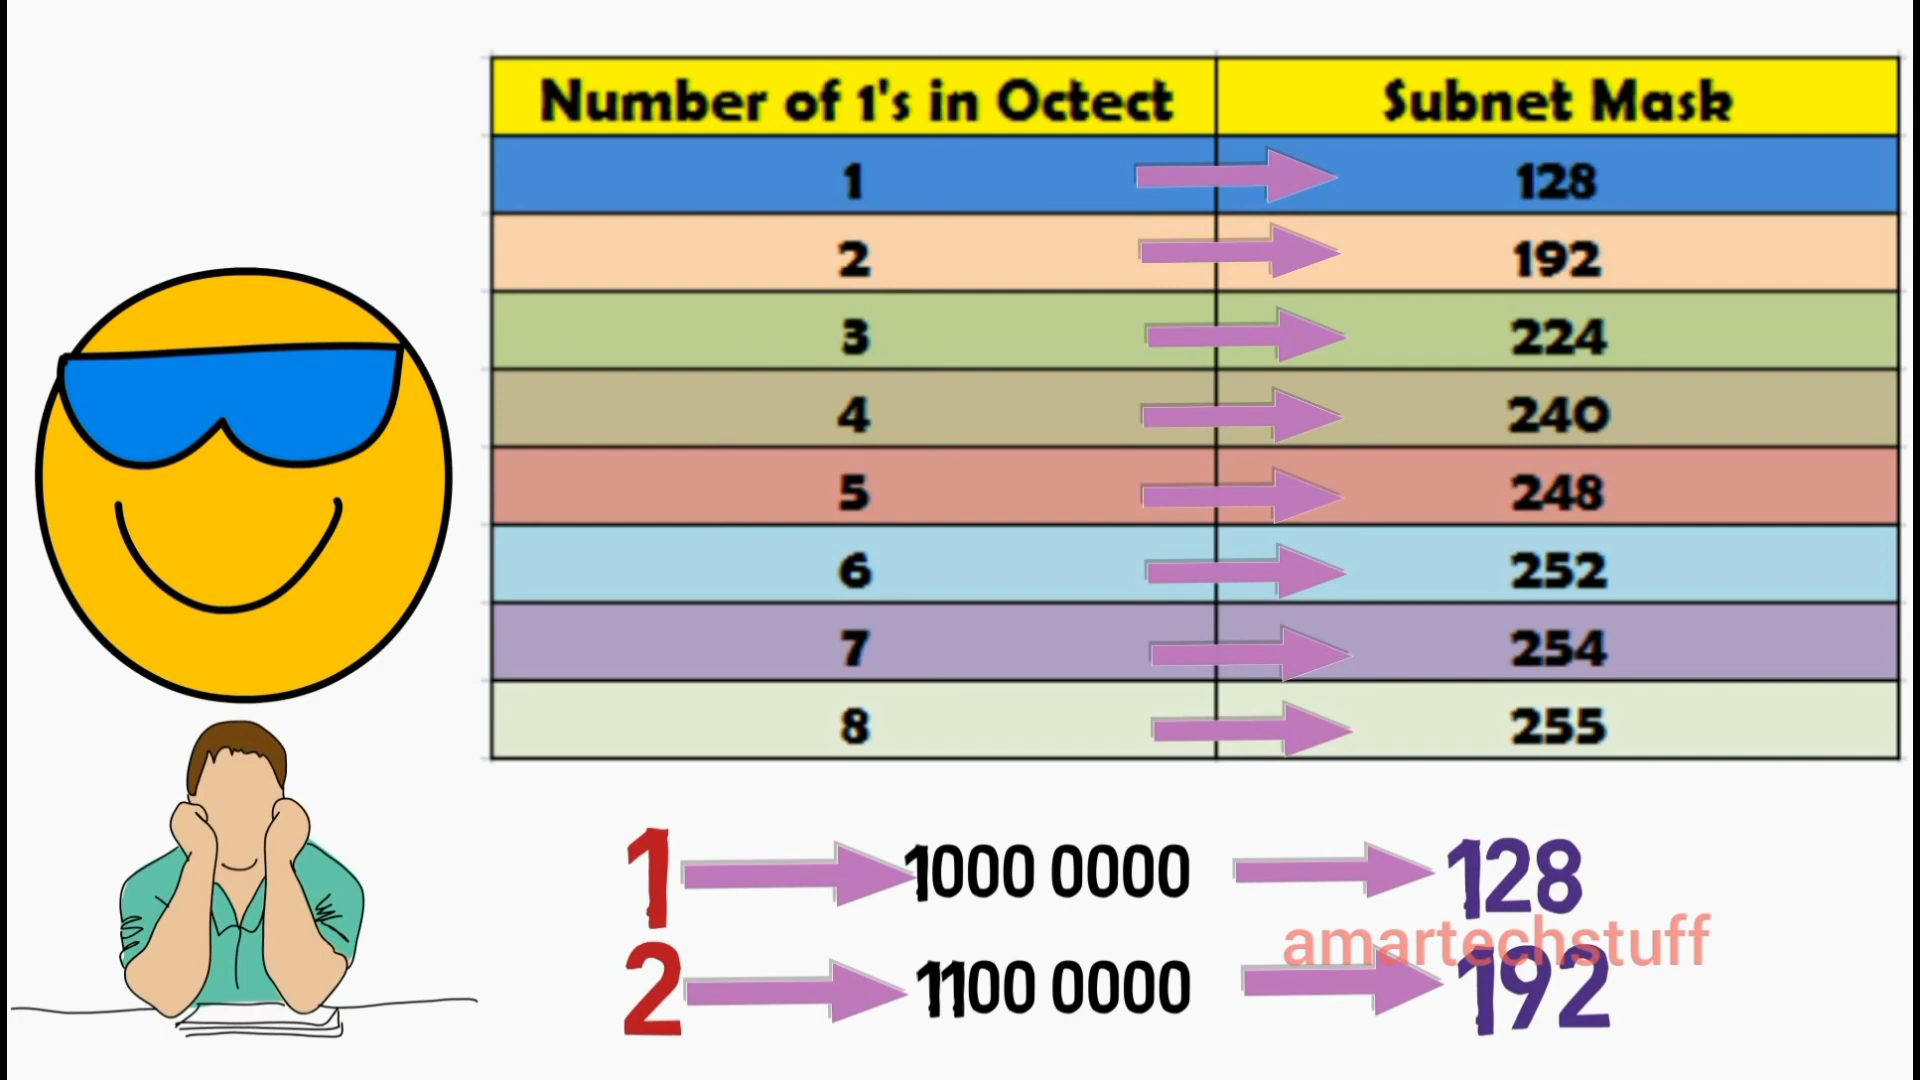 Number of 1's in Octect Subnet Mask
1 128
2 192
3 224
4 240
5 248
6 252
7 254
8 255
1 1000 0000 128
amartechstuff
2 1100 0000 192